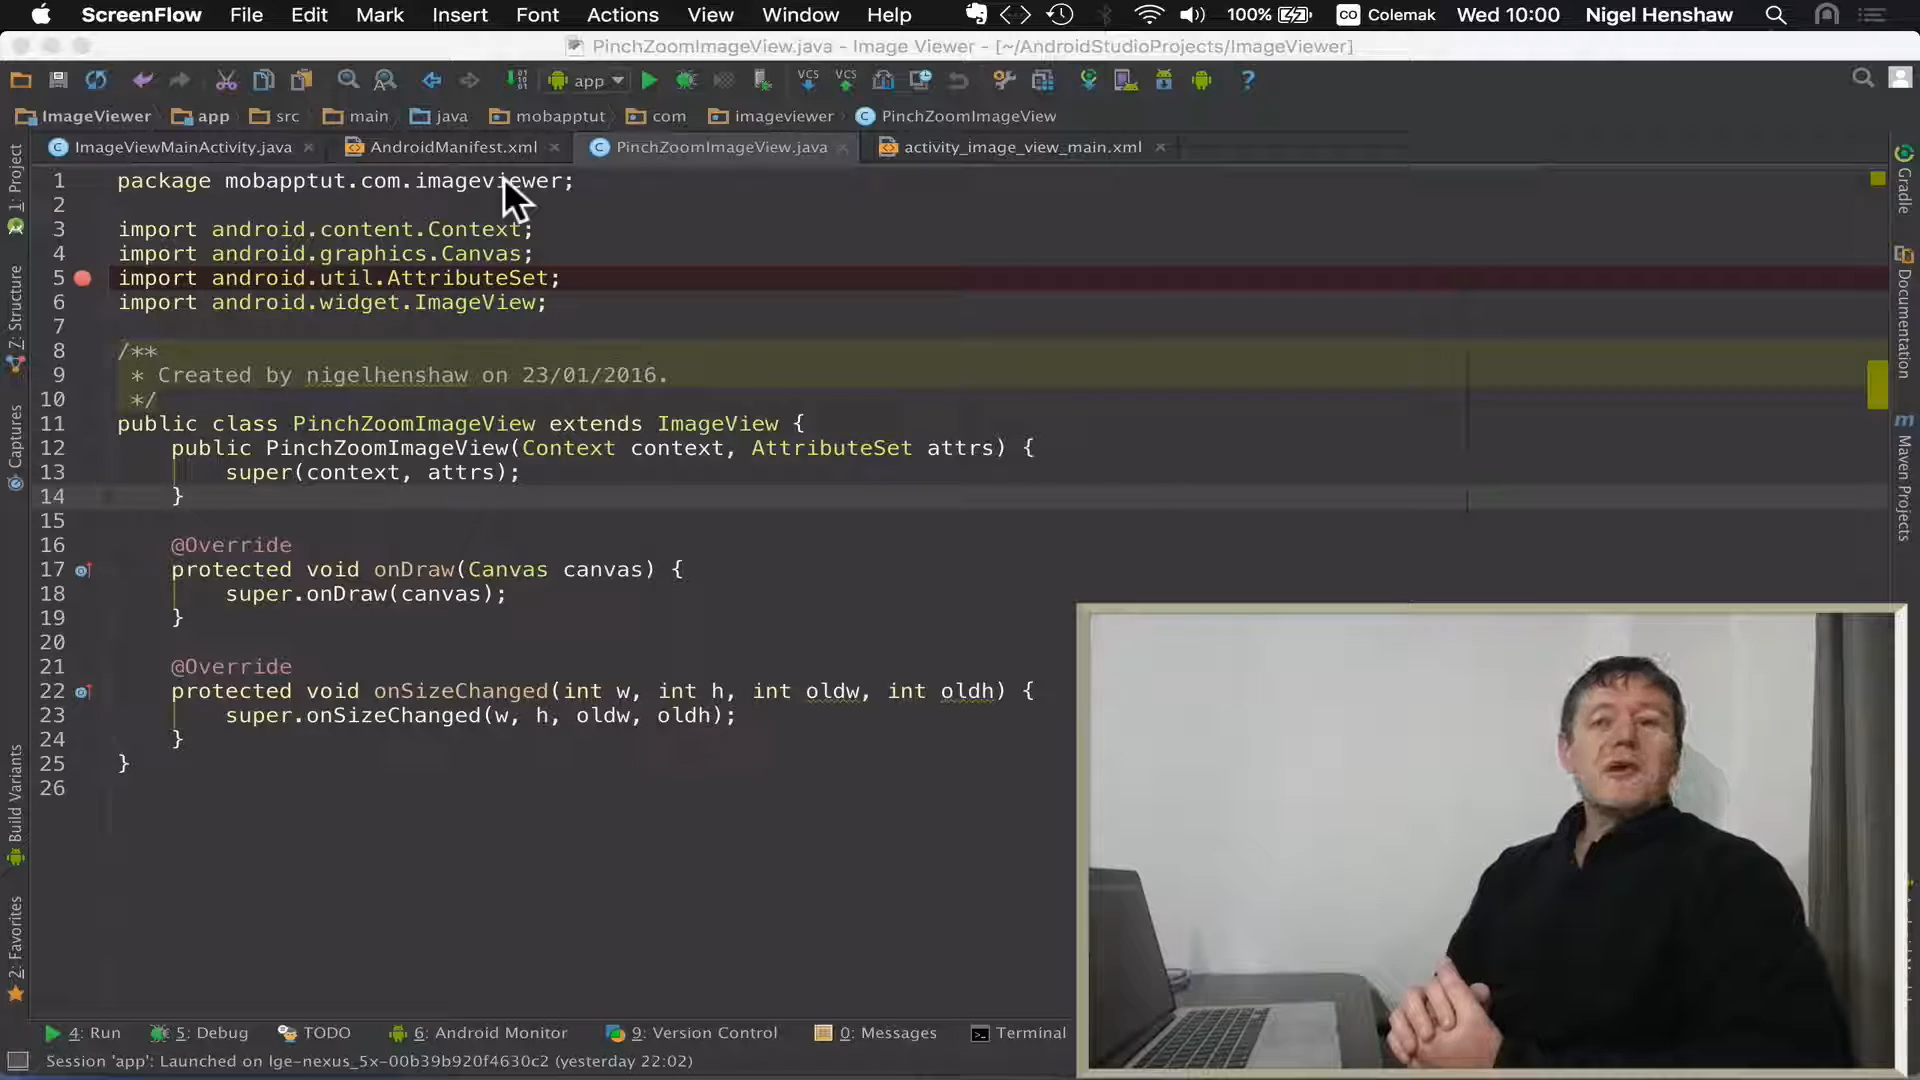 ScreenFlow File Edit Mark Insert Font Actions View Window Help 100% CO Colemak Wed 10:00 Nigel Henshaw
PinchZoomImageView.java - Image Viewer - [~/AndroidStudioProjects/ImageViewer]
app VCS VCS ?
ImageViewer app src main java mobapptut com imageviewer PinchZoomImageView
ImageViewMainActivity.java AndroidManifest.xml PinchZoomImageView.java activity_image_view_main.xml
1 package mobapptut.com.imageviewer;
2
3 import android.content.Context;
4 import android.graphics.Canvas;
5 import android.util.AttributeSet;
6 import android.widget.ImageView;
7
8 /**
9 * Created by nigelhenshaw on 23/01/2016.
10 */
11 public class PinchZoomImageView extends ImageView {
12 public PinchZoomImageView(Context context, AttributeSet attrs) {
13 super(context, attrs);
14 }
15
16 @Override
17 protected void onDraw(Canvas canvas) {
18 super.onDraw(canvas);
19 }
20
21 @Override
22 protected void onSizeChanged(int w, int h, int oldw, int oldh) {
23 super.onSizeChanged(w, h, oldw, oldh);
24 }
25 }
26
1: Project
7: Structure
Captures
Build Variants
2: Favorites
Gradle
Documentation
Maven Projects
4: Run 5: Debug TODO 6: Android Monitor 9: Version Control 0: Messages Terminal
Session 'app': Launched on lge-nexus_5x-00b39b920f4630c2 (yesterday 22:02)